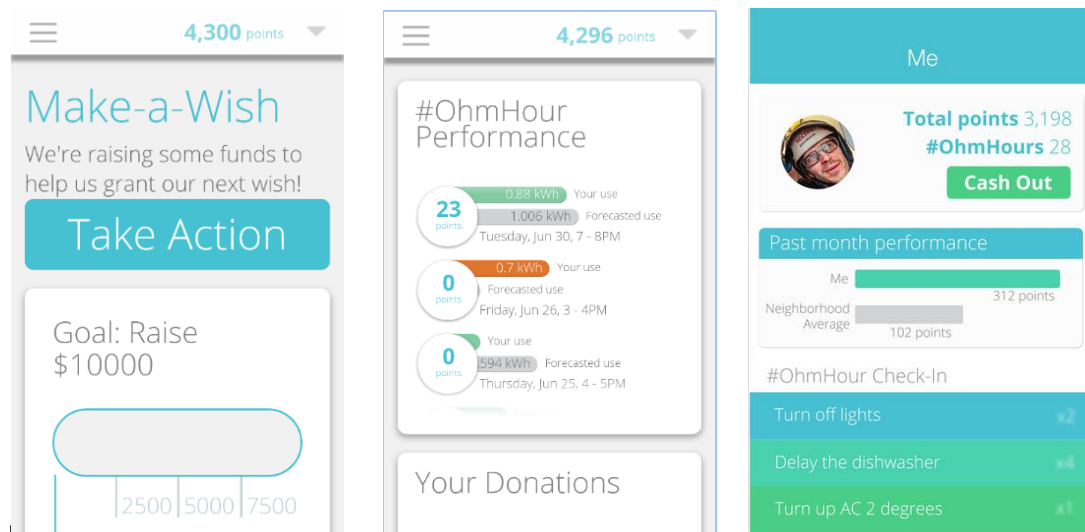 4,300 points
Make-a-Wish
We're raising some funds to
help us grant our next wish!
Take Action
Goal: Raise
$10000
2500 5000 7500
4,296 points
#OhmHour
Performance
23
points
0.88 kWh Your use
1.006 kWh Forecasted use
Tuesday, Jun 30, 7 - 8PM
0
points
0.7 kWh Your use
Forecasted use
Friday, Jun 26, 3 - 4PM
0
points
Your use
.594 kWh Forecasted use
Thursday, Jun 25, 4 - 5PM
Your Donations
Me
Total points 3,198
#OhmHours 28
Cash Out
Past month performance
Me
312 points
Neighborhood
Average
102 points
#OhmHour Check-In
Turn off lights x2
Delay the dishwasher x4
Turn up AC 2 degrees x1